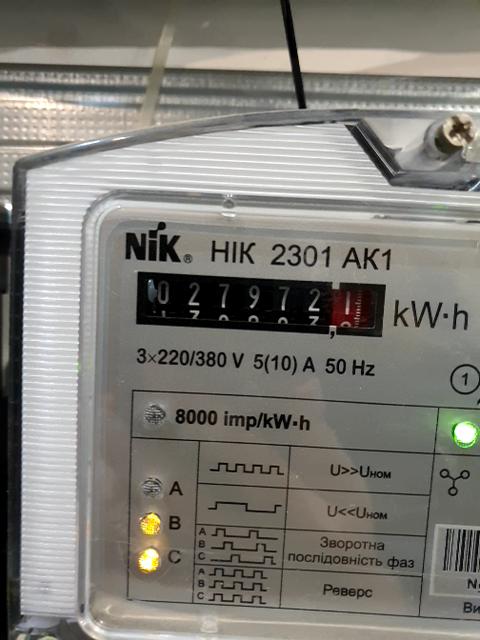 NiK® НІК 2301 АК1
0279721 kW·h
3×220/380 V 5(10) A 50 Hz
1
8000 imp/kW·h
U>>Uном
A
U<<Uном
B
A
B
C
Зворотна
послідовність фаз
C
A
B
C
Реверс